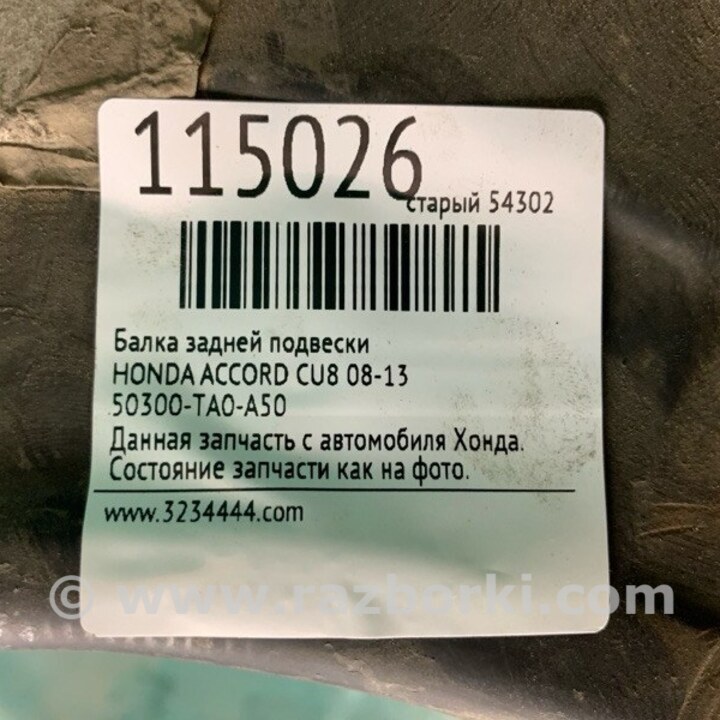 115026
старый 54302
Балка задней подвески
HONDA ACCORD CU8 08-13
50300-TA0-A50
Данная запчасть с автомобиля Хонда.
Состояние запчасти как на фото.
www.3234444.com
© www.razborki.com